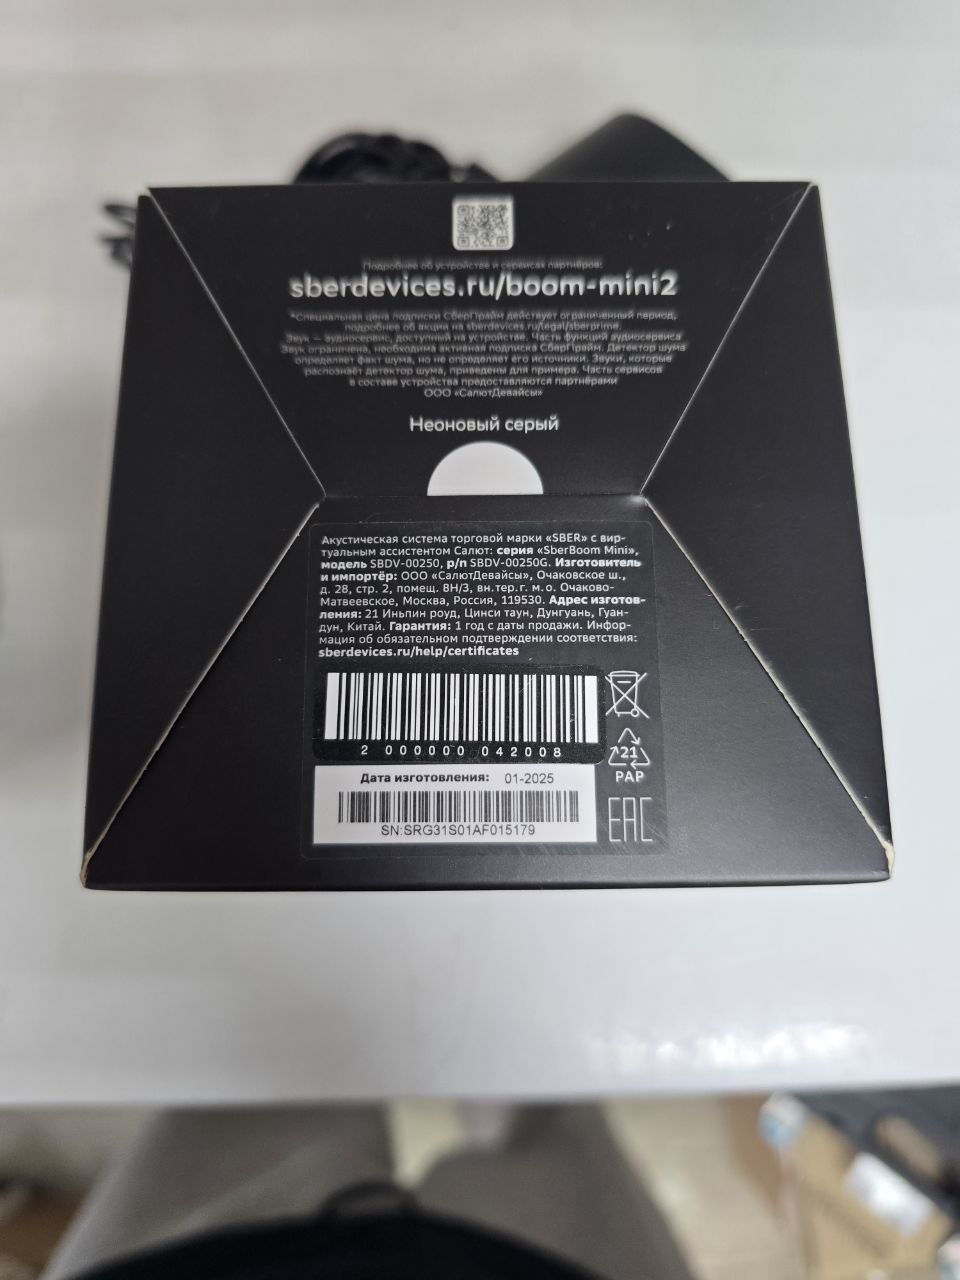 Подробнее об устройстве и сервисах партнёров:
sberdevices.ru/boom-mini2
*Специальная цена подписки СберПрайм действует ограниченный период,
подробнее об акции на sberdevices.ru/legal/sberprime.
Звук — аудиосервис, доступный на устройстве. Часть функций аудиосервиса
Звук ограничена, необходима активная подписка СберПрайм. Детектор шума
определяет факт шума, но не определяет его источники. Звуки, которые
распознаёт детектор шума, приведены для примера. Часть сервисов
в составе устройства предоставляются партнёрами
ООО «СалютДевайсы»
Неоновый серый
Акустическая система торговой марки «SBER» с вир-
туальным ассистентом Салют: серия «SberBoom Mini»,
модель SBDV-00250, p/n SBDV-00250G. Изготовитель
и импортёр: ООО «СалютДевайсы», Очаковское ш.,
д. 28, стр. 2, помещ. 8Н/3, вн.тер.г. м.о. Очаково-
Матвеевское, Москва, Россия, 119530. Адрес изготов-
ления: 21 Иньпин роуд, Цинси таун, Дунгуань, Гуан-
дун, Китай. Гарантия: 1 год с даты продажи. Инфор-
мация об обязательном подтверждении соответствия:
sberdevices.ru/help/certificates
2 000000 042008
21
PAP
Дата изготовления: 01-2025
SN:SRG31S01AF015179
EAC